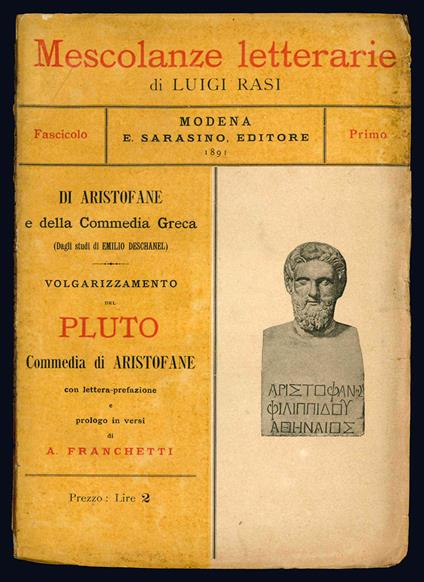 Mescolanze letterarie
di LUIGI RASI
Fascicolo
MODENA
E. SARASINO, EDITORE
1891
Primo
DI ARISTOFANE
e della Commedia Greca
(Dagli studi di EMILIO DESCHANEL)
VOLGARIZZAMENTO
DEL
PLUTO
Commedia di ARISTOFANE
con lettera-prefazione
e
prologo in versi
di
A. FRANCHETTI
Prezzo: Lire 2
ΑΡΙΣΤΟΦΑΝΗΣ
ΦΙΛΙΠΠΙΔΟΥ
ΑΘΗΝΑΙΟΣ